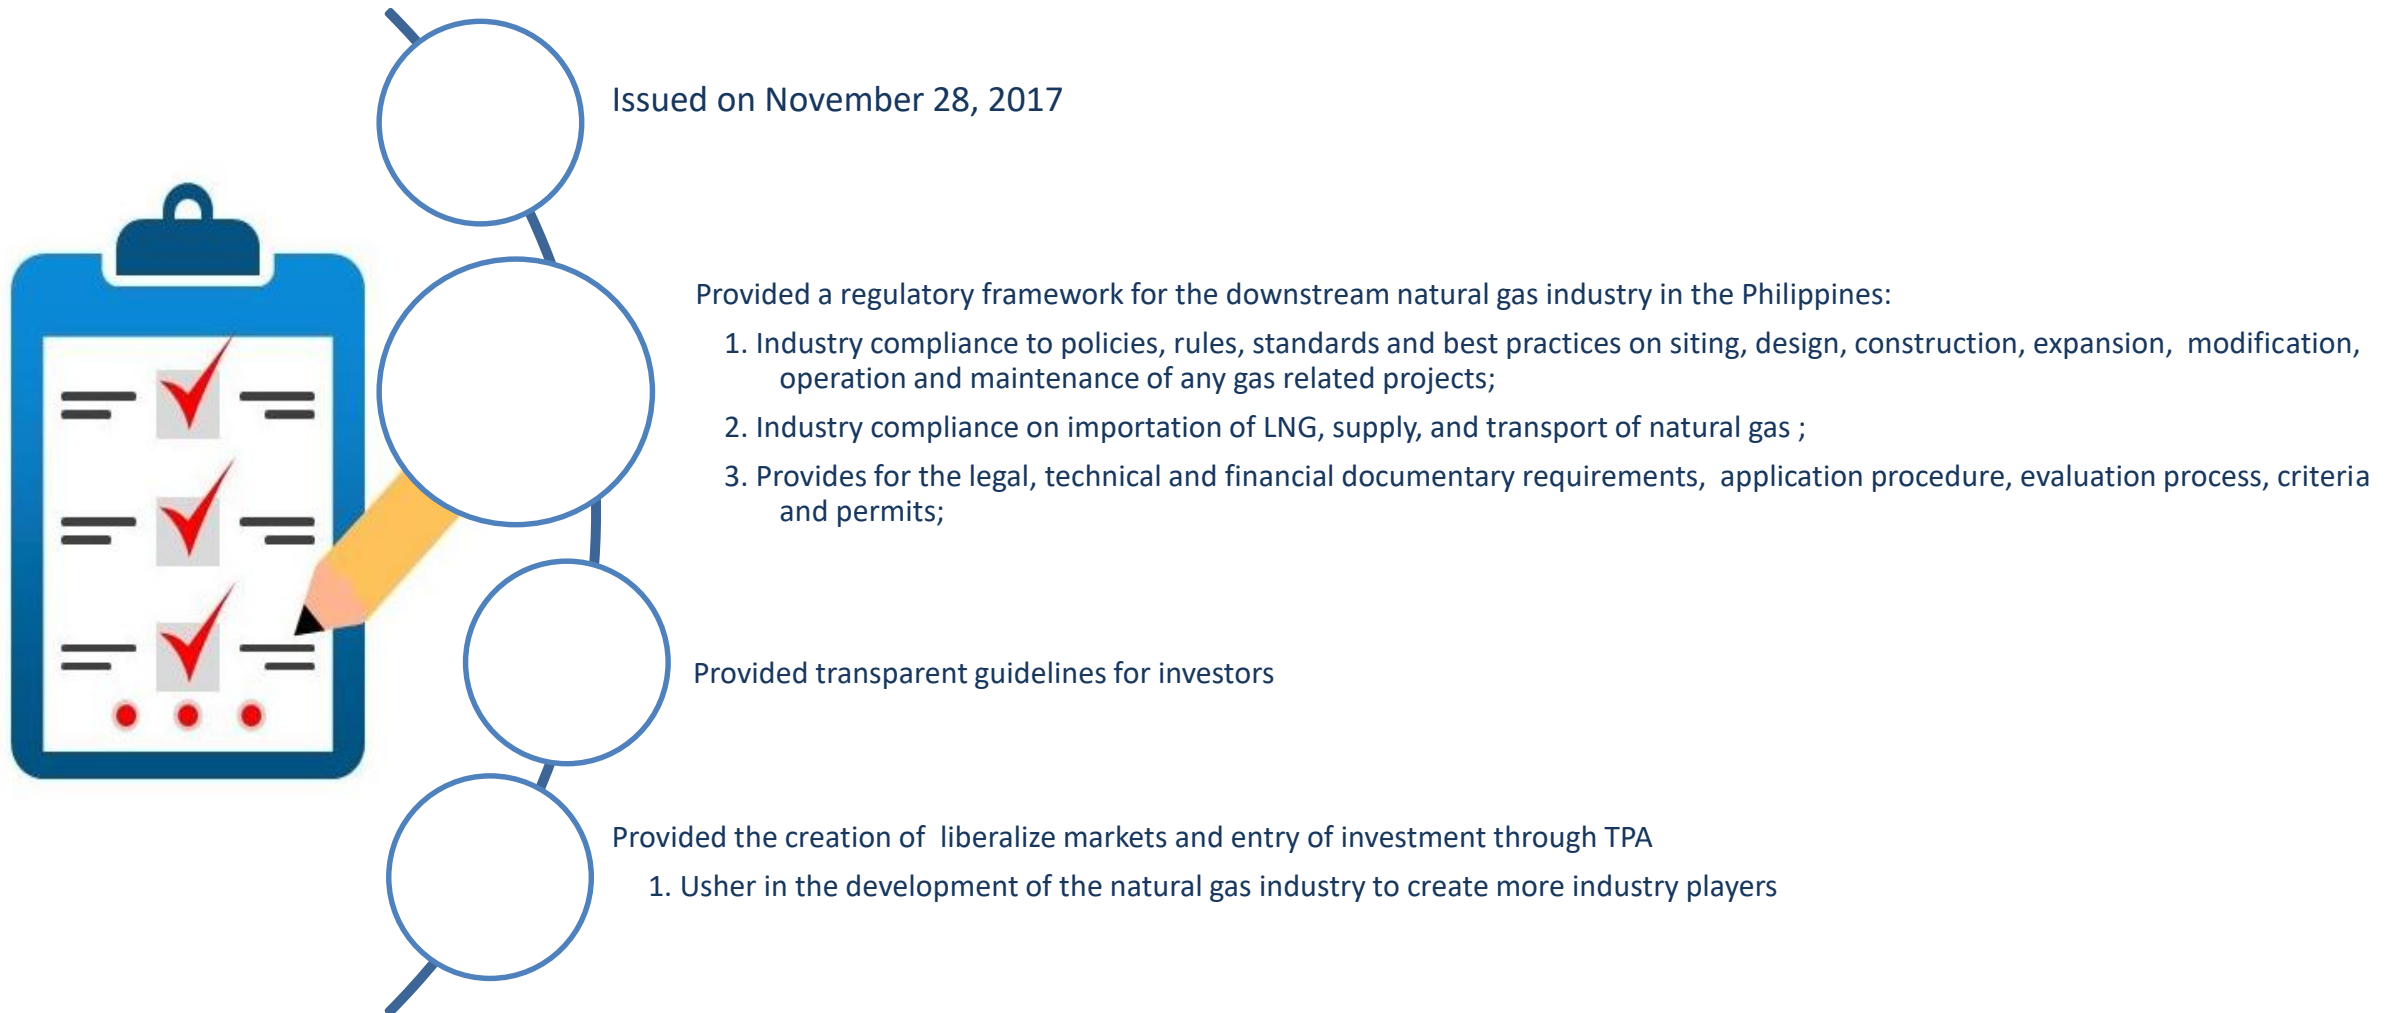 Issued on November 28, 2017
Provided a regulatory framework for the downstream natural gas industry in the Philippines:
1. Industry compliance to policies, rules, standards and best practices on siting, design, construction, expansion,  modification,
operation and maintenance of any gas related projects;
2. Industry compliance on importation of LNG, supply, and transport of natural gas ;
3. Provides for the legal, technical and financial documentary requirements,  application procedure, evaluation process, criteria
and permits;
Provided transparent guidelines for investors
Provided the creation of  liberalize markets and entry of investment through TPA
1. Usher in the development of the natural gas industry to create more industry players